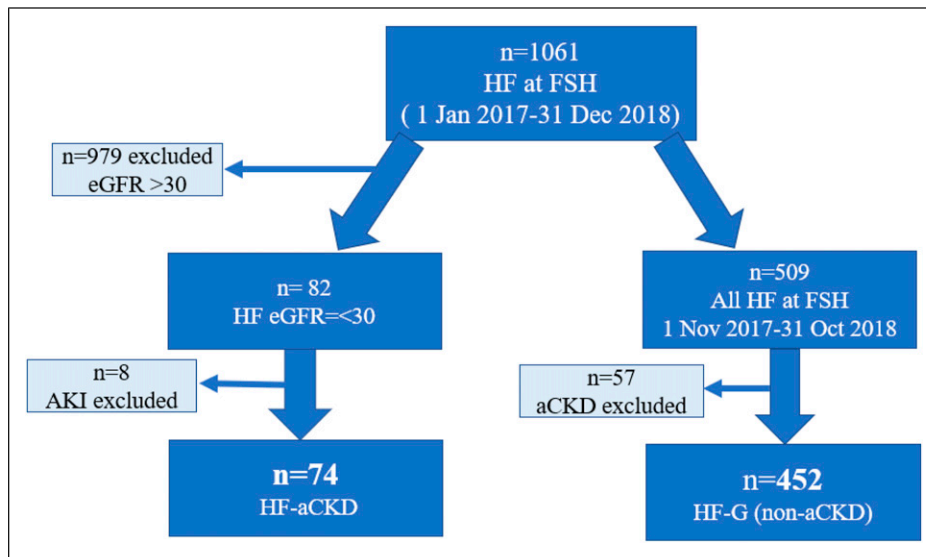 n=1061
HF at FSH
( 1 Jan 2017-31 Dec 2018)
n=979 excluded
eGFR >30
n= 82
HF eGFR=<30
n=509
All HF at FSH
1 Nov 2017-31 Oct 2018
n=8
AKI excluded
n=57
aCKD excluded
n=74
HF-aCKD
n=452
HF-G (non-aCKD)